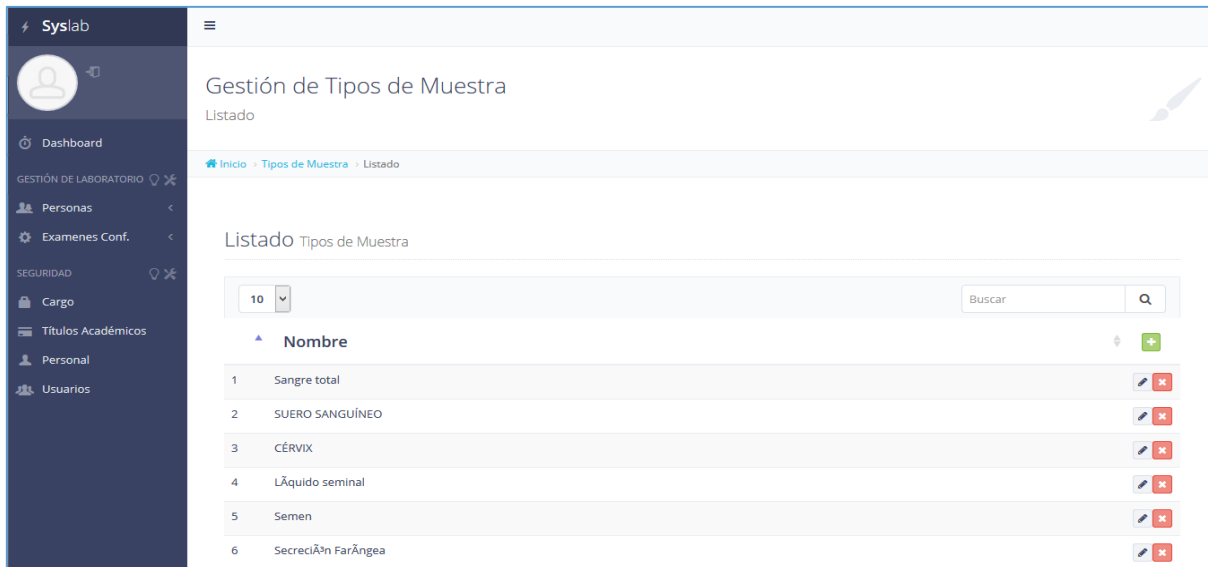 Syslab
Gestión de Tipos de Muestra
Listado
Inicio > Tipos de Muestra > Listado
Dashboard
GESTIÓN DE LABORATORIO
Personas
Examenes Conf.
SEGURIDAD
Cargo
Títulos Académicos
Personal
Usuarios
Listado Tipos de Muestra
10 Buscar
Nombre
1 Sangre total
2 SUERO SANGUÍNEO
3 CÉRVIX
4 LÃquido seminal
5 Semen
6 SecreciÃ³n FarÃngea